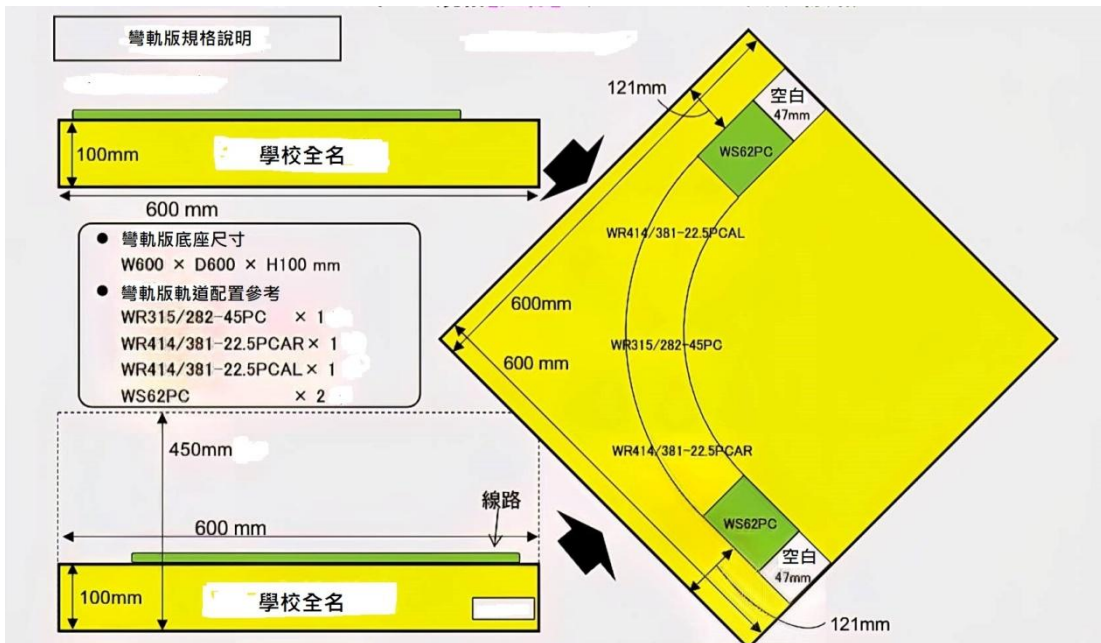 彎軌版規格說明
100mm
學校全名
600 mm
● 彎軌版底座尺寸
W600 × D600 × H100 mm
● 彎軌版軌道配置參考
WR315/282-45PC × 1
WR414/381-22.5PCAR × 1
WR414/381-22.5PCAL × 1
WS62PC × 2
450mm
線路
600 mm
100mm
學校全名
121mm
空白
47mm
WS62PC
WR414/381-22.5PCAL
600mm
WR315/282-45PC
600 mm
WR414/381-22.5PCAR
WS62PC
空白
47mm
121mm